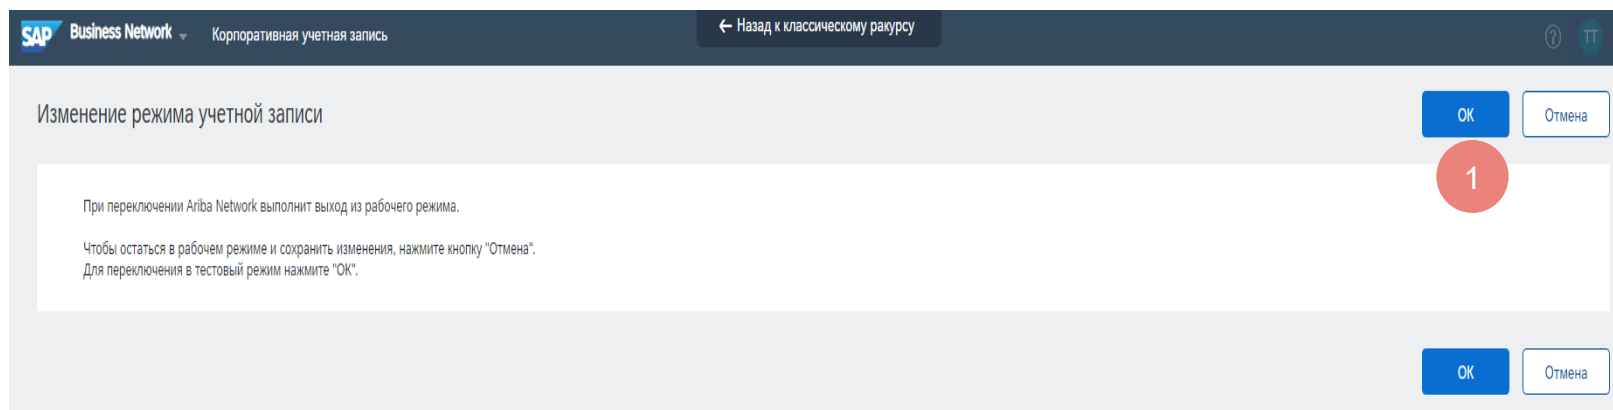 SAP Business Network Корпоративная учетная запись ← Назад к классическому ракурсу ? TT
Изменение режима учетной записи OK Отмена
1
При переключении Ariba Network выполнит выход из рабочего режима.
Чтобы остаться в рабочем режиме и сохранить изменения, нажмите кнопку "Отмена".
Для переключения в тестовый режим нажмите "OK".
OK Отмена